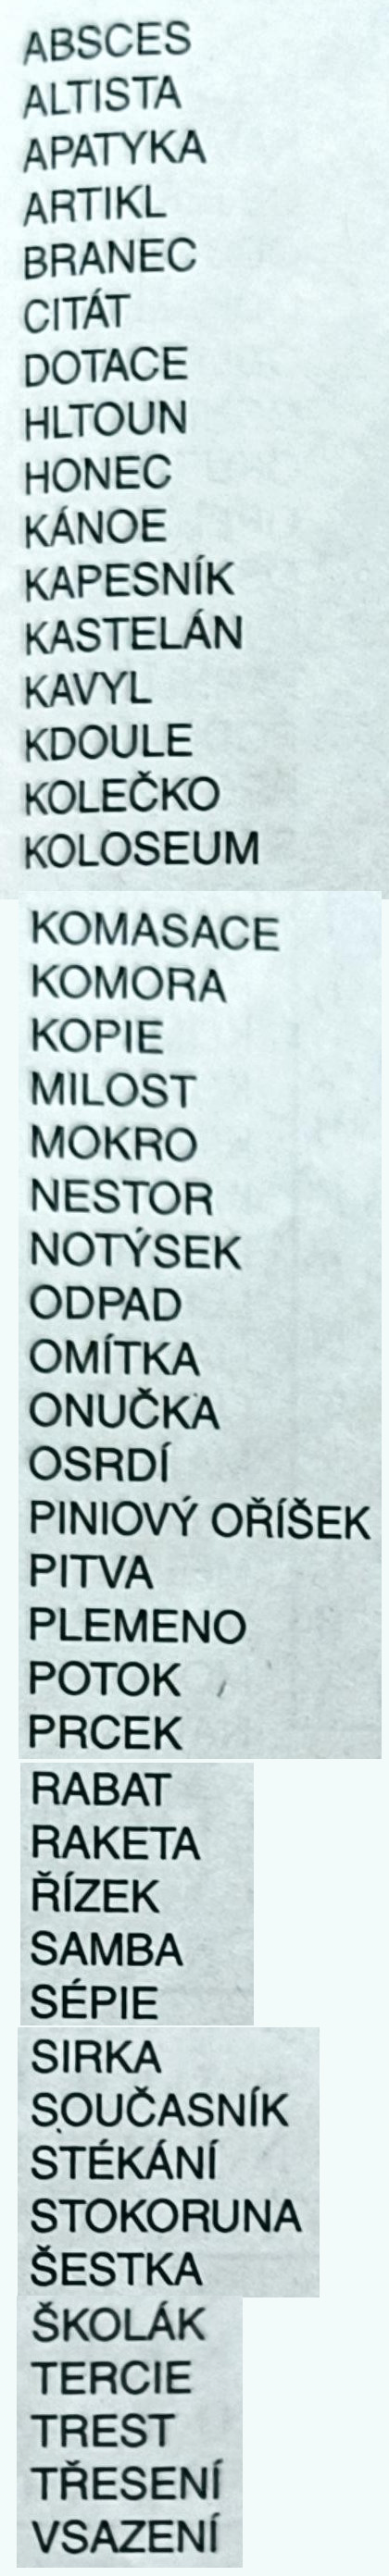 ABSCES
ALTISTA
APATYKA
ARTIKL
BRANEC
CITÁT
DOTACE
HLTOUN
HONEC
KÁNOE
KAPESNÍK
KASTELÁN
KAVYL
KDOULE
KOLEČKO
KOLOSEUM
KOMASACE
KOMORA
KOPIE
MILOST
MOKRO
NESTOR
NOTÝSEK
ODPAD
OMÍTKA
ONUČKA
OSRDÍ
PINIOVÝ OŘÍŠEK
PITVA
PLEMENO
POTOK
PRCEK
RABAT
RAKETA
ŘÍZEK
SAMBA
SÉPIE
SIRKA
SOUČASNÍK
STÉKÁNÍ
STOKORUNA
ŠESTKA
ŠKOLÁK
TERCIE
TREST
TŘESENÍ
VSAZENÍ